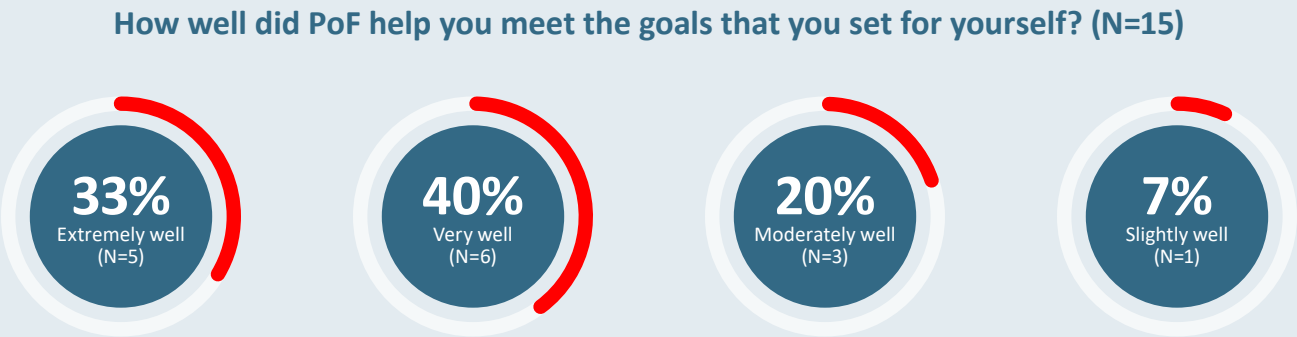 How well did PoF help you meet the goals that you set for yourself? (N=15)
33%
Extremely well
(N=5)
40%
Very well
(N=6)
20%
Moderately well
(N=3)
7%
Slightly well
(N=1)